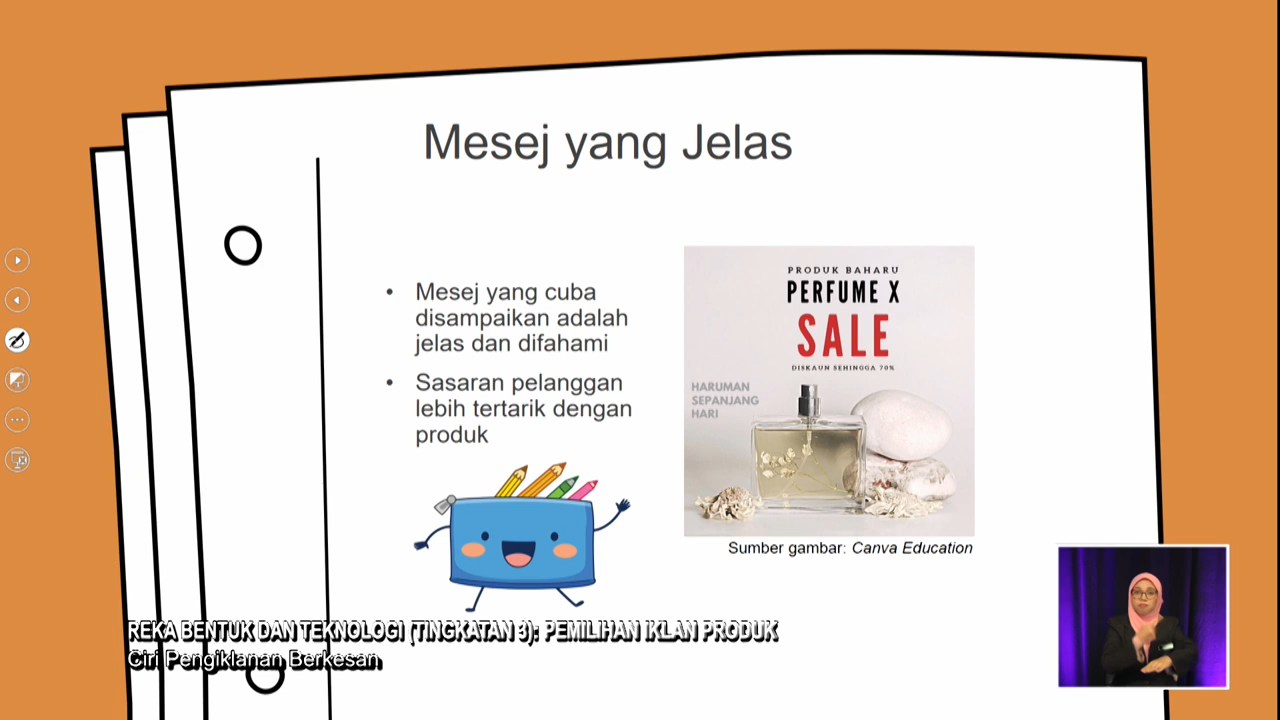 Mesej yang Jelas
• Mesej yang cuba
disampaikan adalah
jelas dan difahami
• Sasaran pelanggan
lebih tertarik dengan
produk
PRODUK BAHARU
PERFUME X
SALE
DISKAUN SEHINGGA 70%
HARUMAN
SEPANJANG
HARI
Sumber gambar: Canva Education
REKA BENTUK DAN TEKNOLOGI (TINGKATAN 3): PEMILIHAN IKLAN PRODUK
Ciri Pengiklanan Berkesan